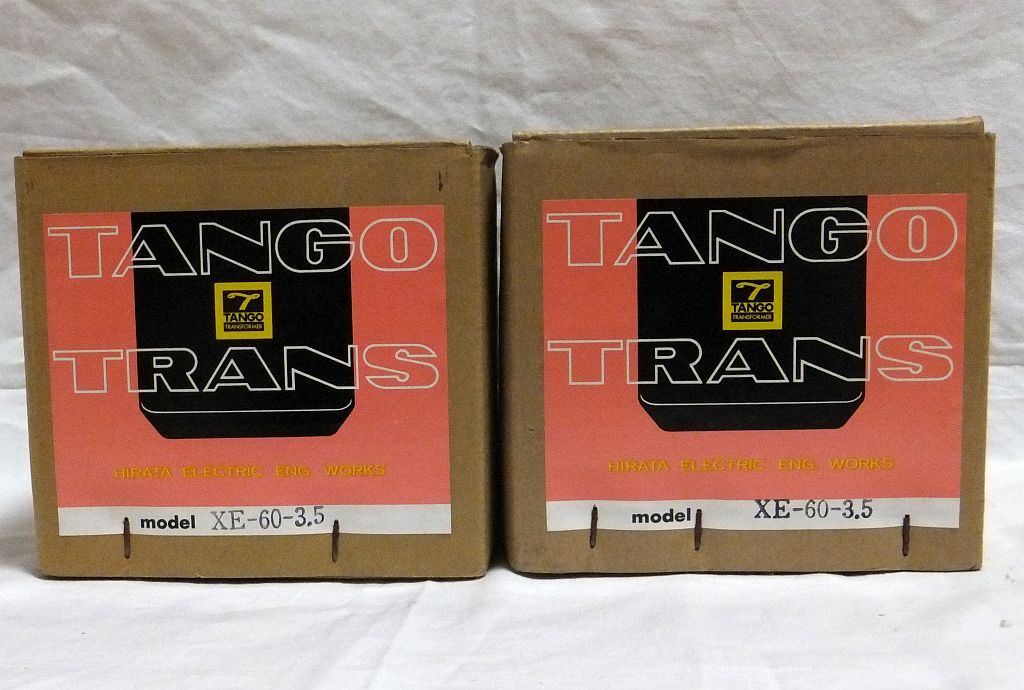 TANGO
TANGO
TRANSFORMER
TRANS
HIRATA ELECTRIC ENG. WORKS
model XE-60-3.5
TANGO
TANGO
TRANSFORMER
TRANS
HIRATA ELECTRIC ENG. WORKS
model XE-60-3.5